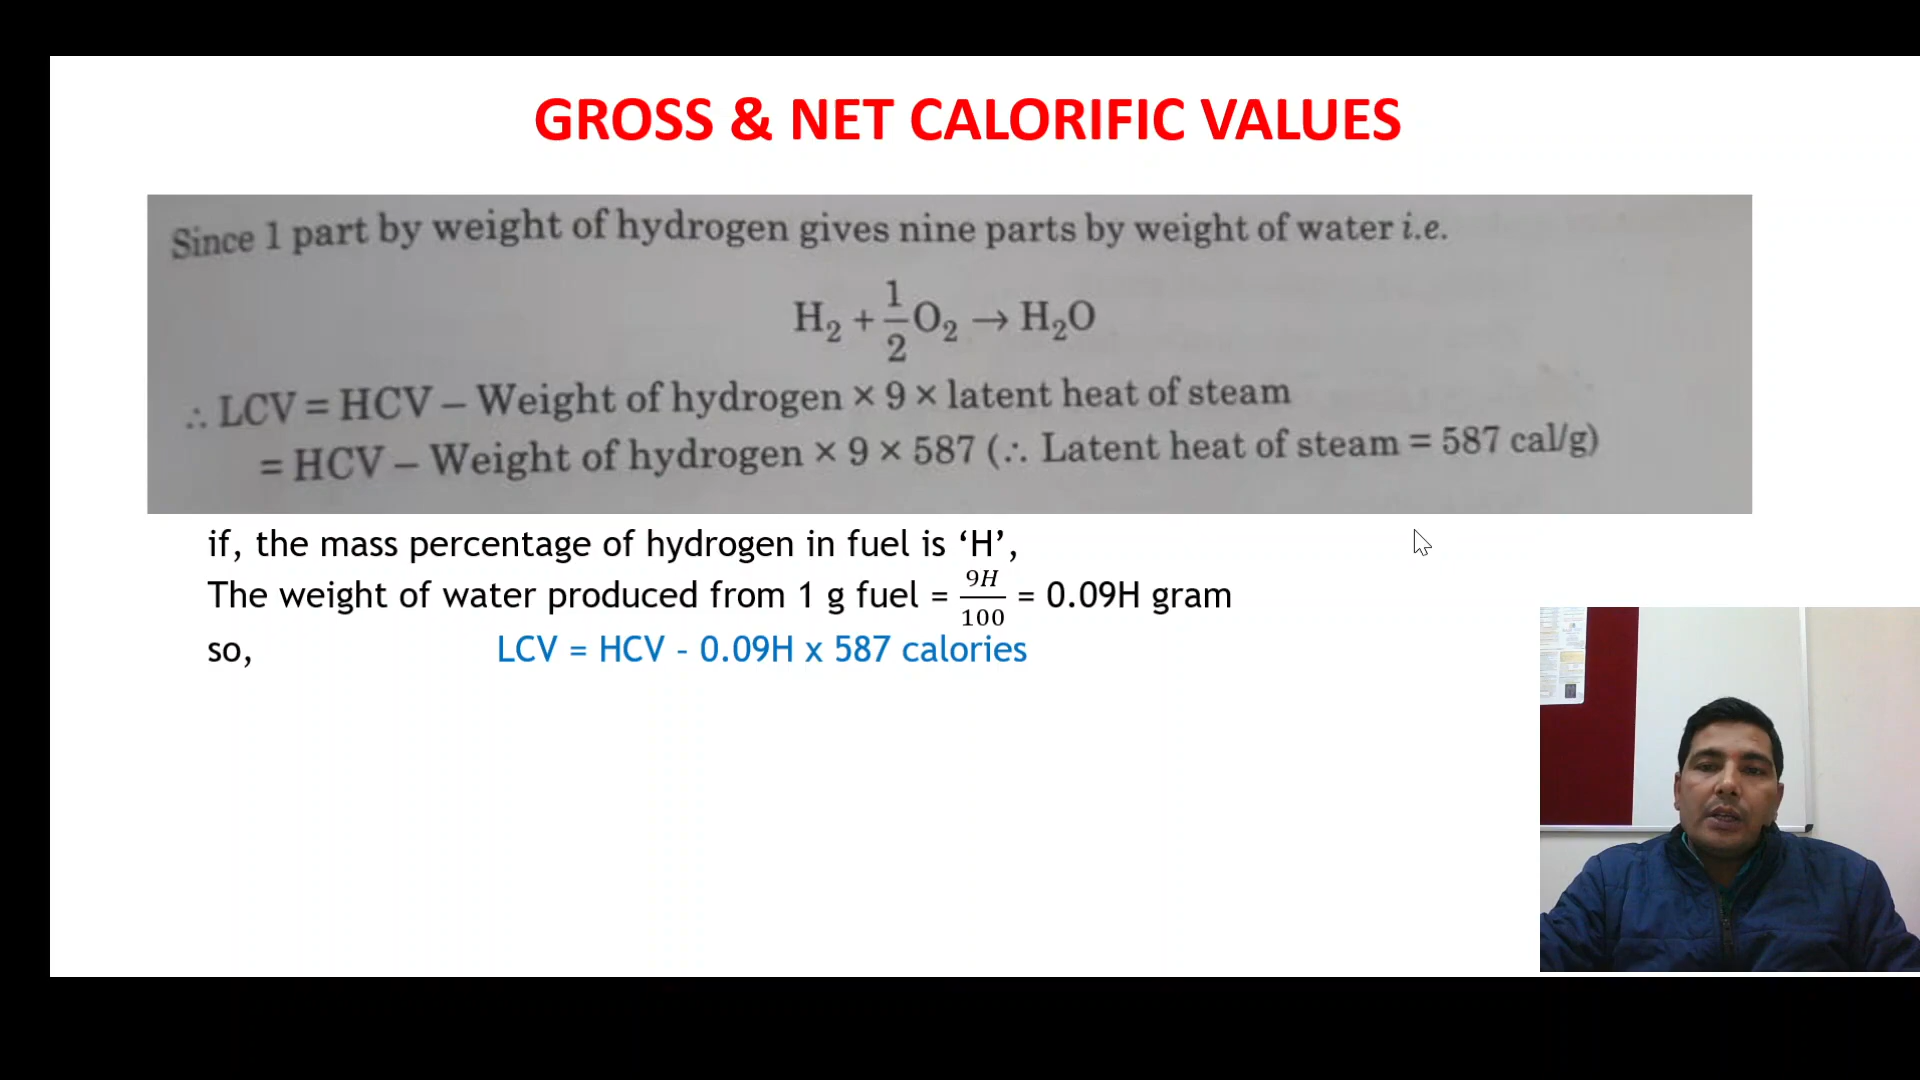 GROSS & NET CALORIFIC VALUES
Since 1 part by weight of hydrogen gives nine parts by weight of water i.e.
H₂ + 1/2 O₂ → H₂O
∴ LCV = HCV – Weight of hydrogen × 9 × latent heat of steam
= HCV – Weight of hydrogen × 9 × 587 (∴ Latent heat of steam = 587 cal/g)
if, the mass percentage of hydrogen in fuel is ‘H’,
The weight of water produced from 1 g fuel = 9H/100 = 0.09H gram
so, LCV = HCV - 0.09H x 587 calories